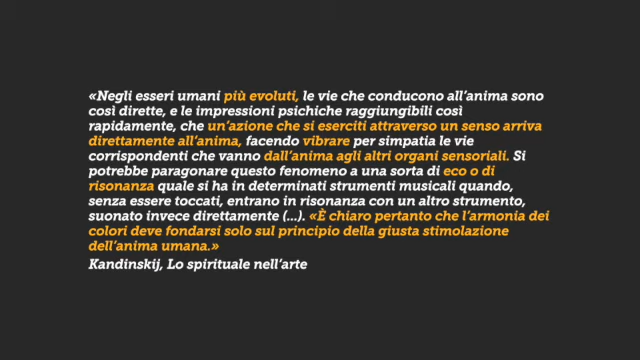 «Negli esseri umani più evoluti, le vie che conducono all’anima sono
così dirette, e le impressioni psichiche raggiungibili così
rapidamente, che un’azione che si eserciti attraverso un senso arriva
direttamente all’anima, facendo vibrare per simpatia le vie
corrispondenti che vanno dall’anima agli altri organi sensoriali. Si
potrebbe paragonare questo fenomeno a una sorta di eco o di
risonanza quale si ha in determinati strumenti musicali quando,
senza essere toccati, entrano in risonanza con un altro strumento,
suonato invece direttamente (...). «È chiaro pertanto che l’armonia dei
colori deve fondarsi solo sul principio della giusta stimolazione
dell’anima umana.»
Kandinskij, Lo spirituale nell’arte